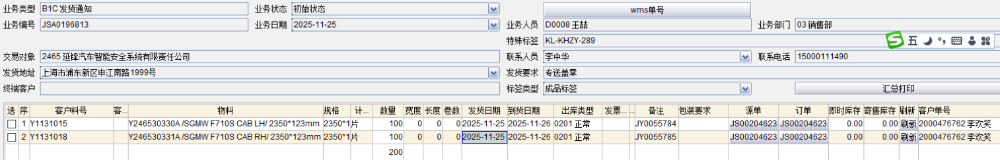 业务类型 B1C 发货通知 业务状态 初始状态 wms单号
业务编号 JSA0196813 业务日期 2025-11-25 业务人员 D0008 王喆 业务部门 03 销售部
特殊标签 KL-KHZY-289 五
交易对象 2465 延锋汽车智能安全系统有限责任公司 联系人员 李中华 联系电话 15000111490
发货地址 上海市浦东新区申江南路1999号 发货要求 专送盖章
终端客户 标签类型 成品标签 汇总打印
选 序 客户料号 客... 物料 规格 计... 数量 宽度 长度 卷数 发货日期 到货日期 出库类型 发票... ... 备注 包装要求 源单 订单 即时库存 寄售库存 刷新 客户单号
1 Y1131015 Y246530330A /SGMW F710S CAB LH/ 2350*123mm 2350*1 片 100 0 0 0 2025-11-25 2025-11-26 0201 正常 JY0055784 JS00204623 JS00204623 0.00 0.00 刷新 2000476762 李欢笑
2 Y1131018 Y246530331A /SGMW F710S CAB RH/ 2350*123mm 2350*1 片 100 0 0 0 2025-11-25 2025-11-26 0201 正常 JY0055784 JS00204623 JS00204623 0.00 0.00 刷新 2000476762 李欢笑
200